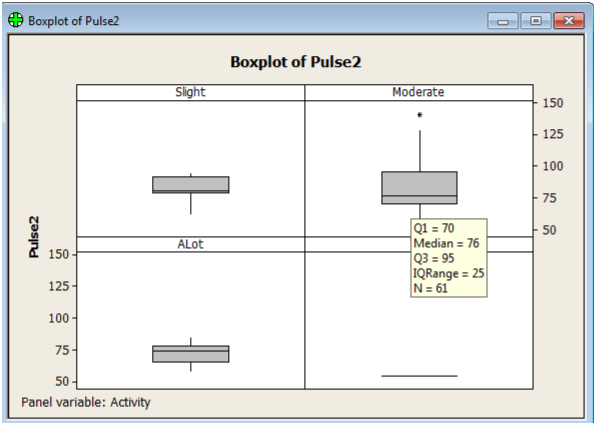 Boxplot of Pulse2
Boxplot of Pulse2
Slight
Moderate
150
125
100
75
50
Pulse2
Q1 = 70
Median = 76
Q3 = 95
IQRange = 25
N = 61
ALot
150
125
100
75
50
Panel variable: Activity